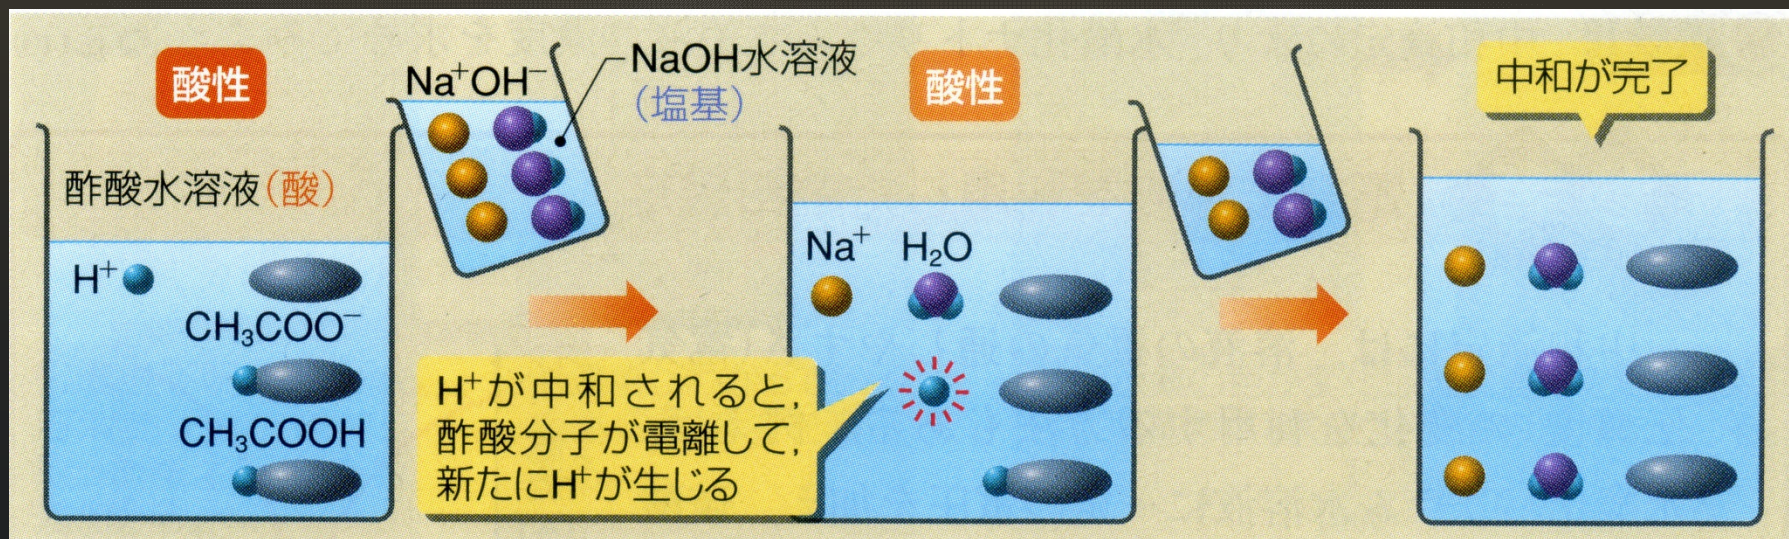 酸性
Na⁺OH⁻
NaOH水溶液
(塩基)
酢酸水溶液(酸)
H⁺
CH₃COO⁻
CH₃COOH
H⁺が中和されると,
酢酸分子が電離して,
新たにH⁺が生じる
酸性
Na⁺ H₂O
中和が完了